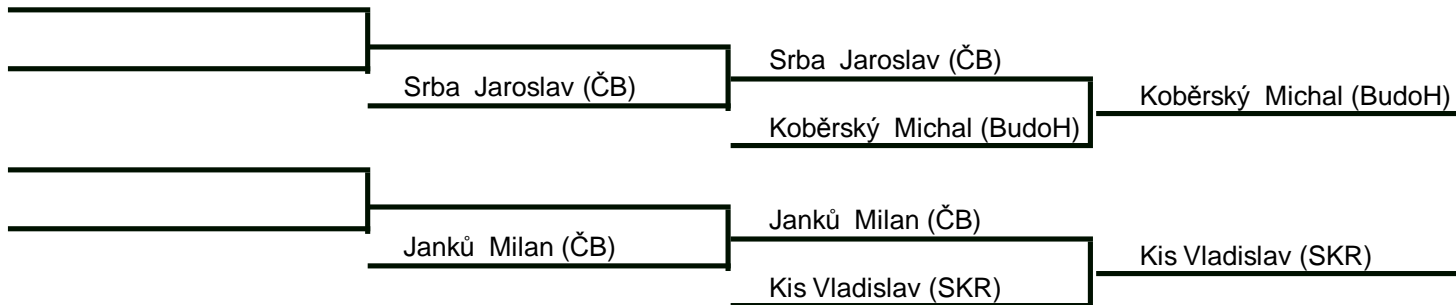 Srba Jaroslav (ČB)
Srba Jaroslav (ČB)
Koběrský Michal (BudoH)
Koběrský Michal (BudoH)
Janků Milan (ČB)
Janků Milan (ČB)
Kis Vladislav (SKR)
Kis Vladislav (SKR)